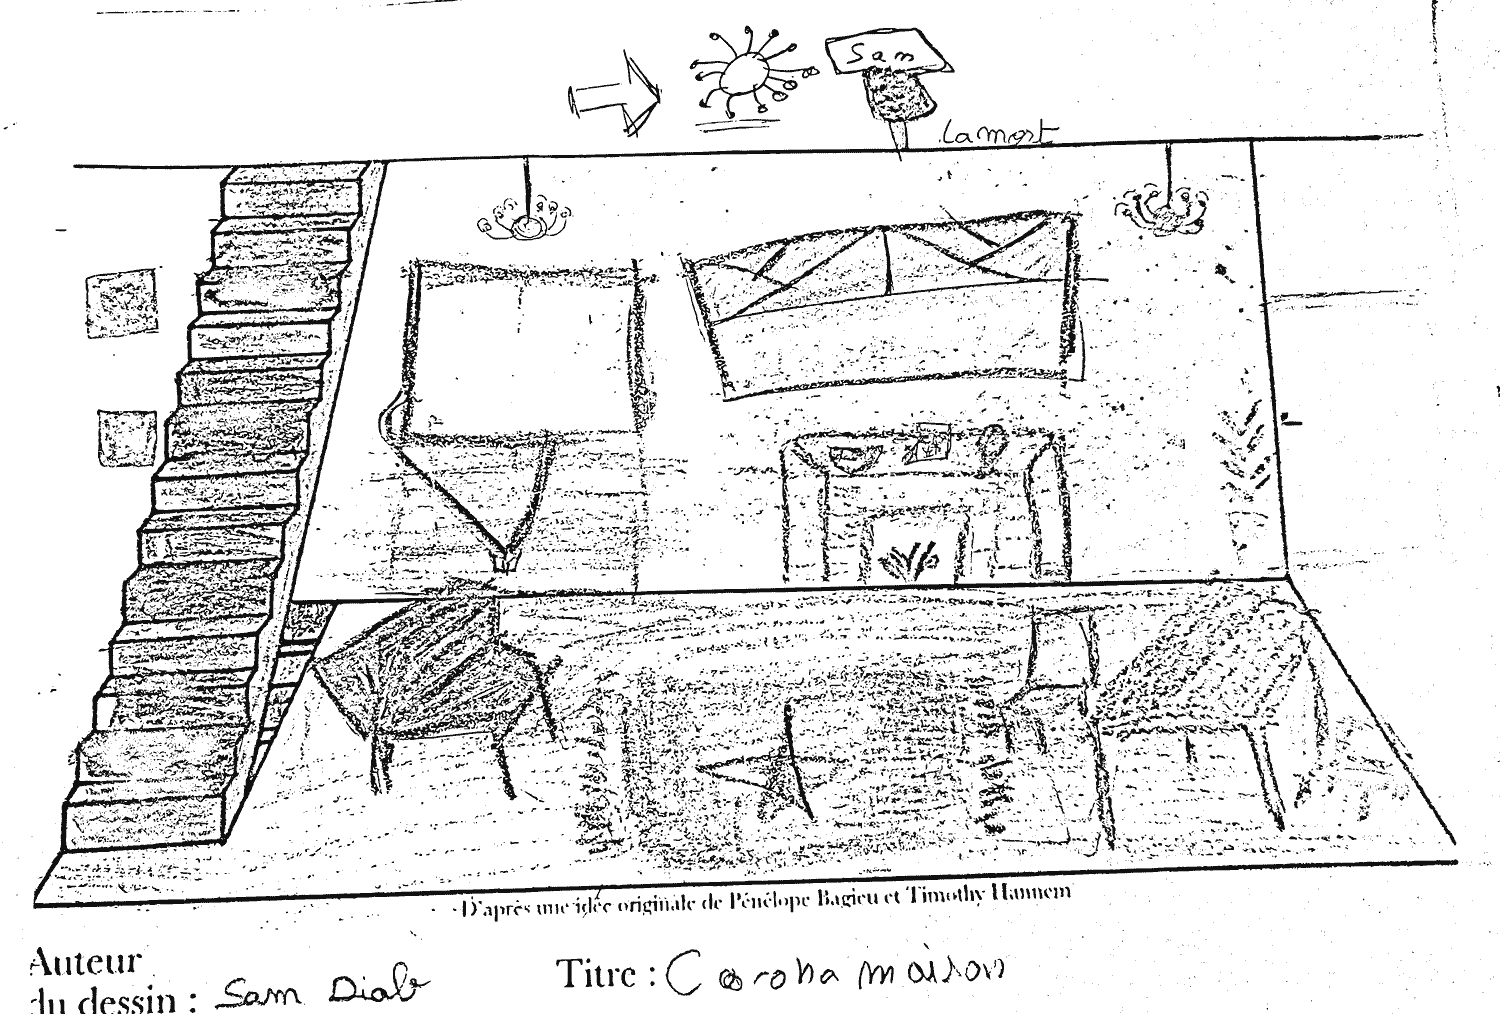 Sam
la mort
D'après une idée originale de Pénélope Bagieu et Timothy Hannem
Auteur
du dessin : Sam Diab
Titre : Corona maison